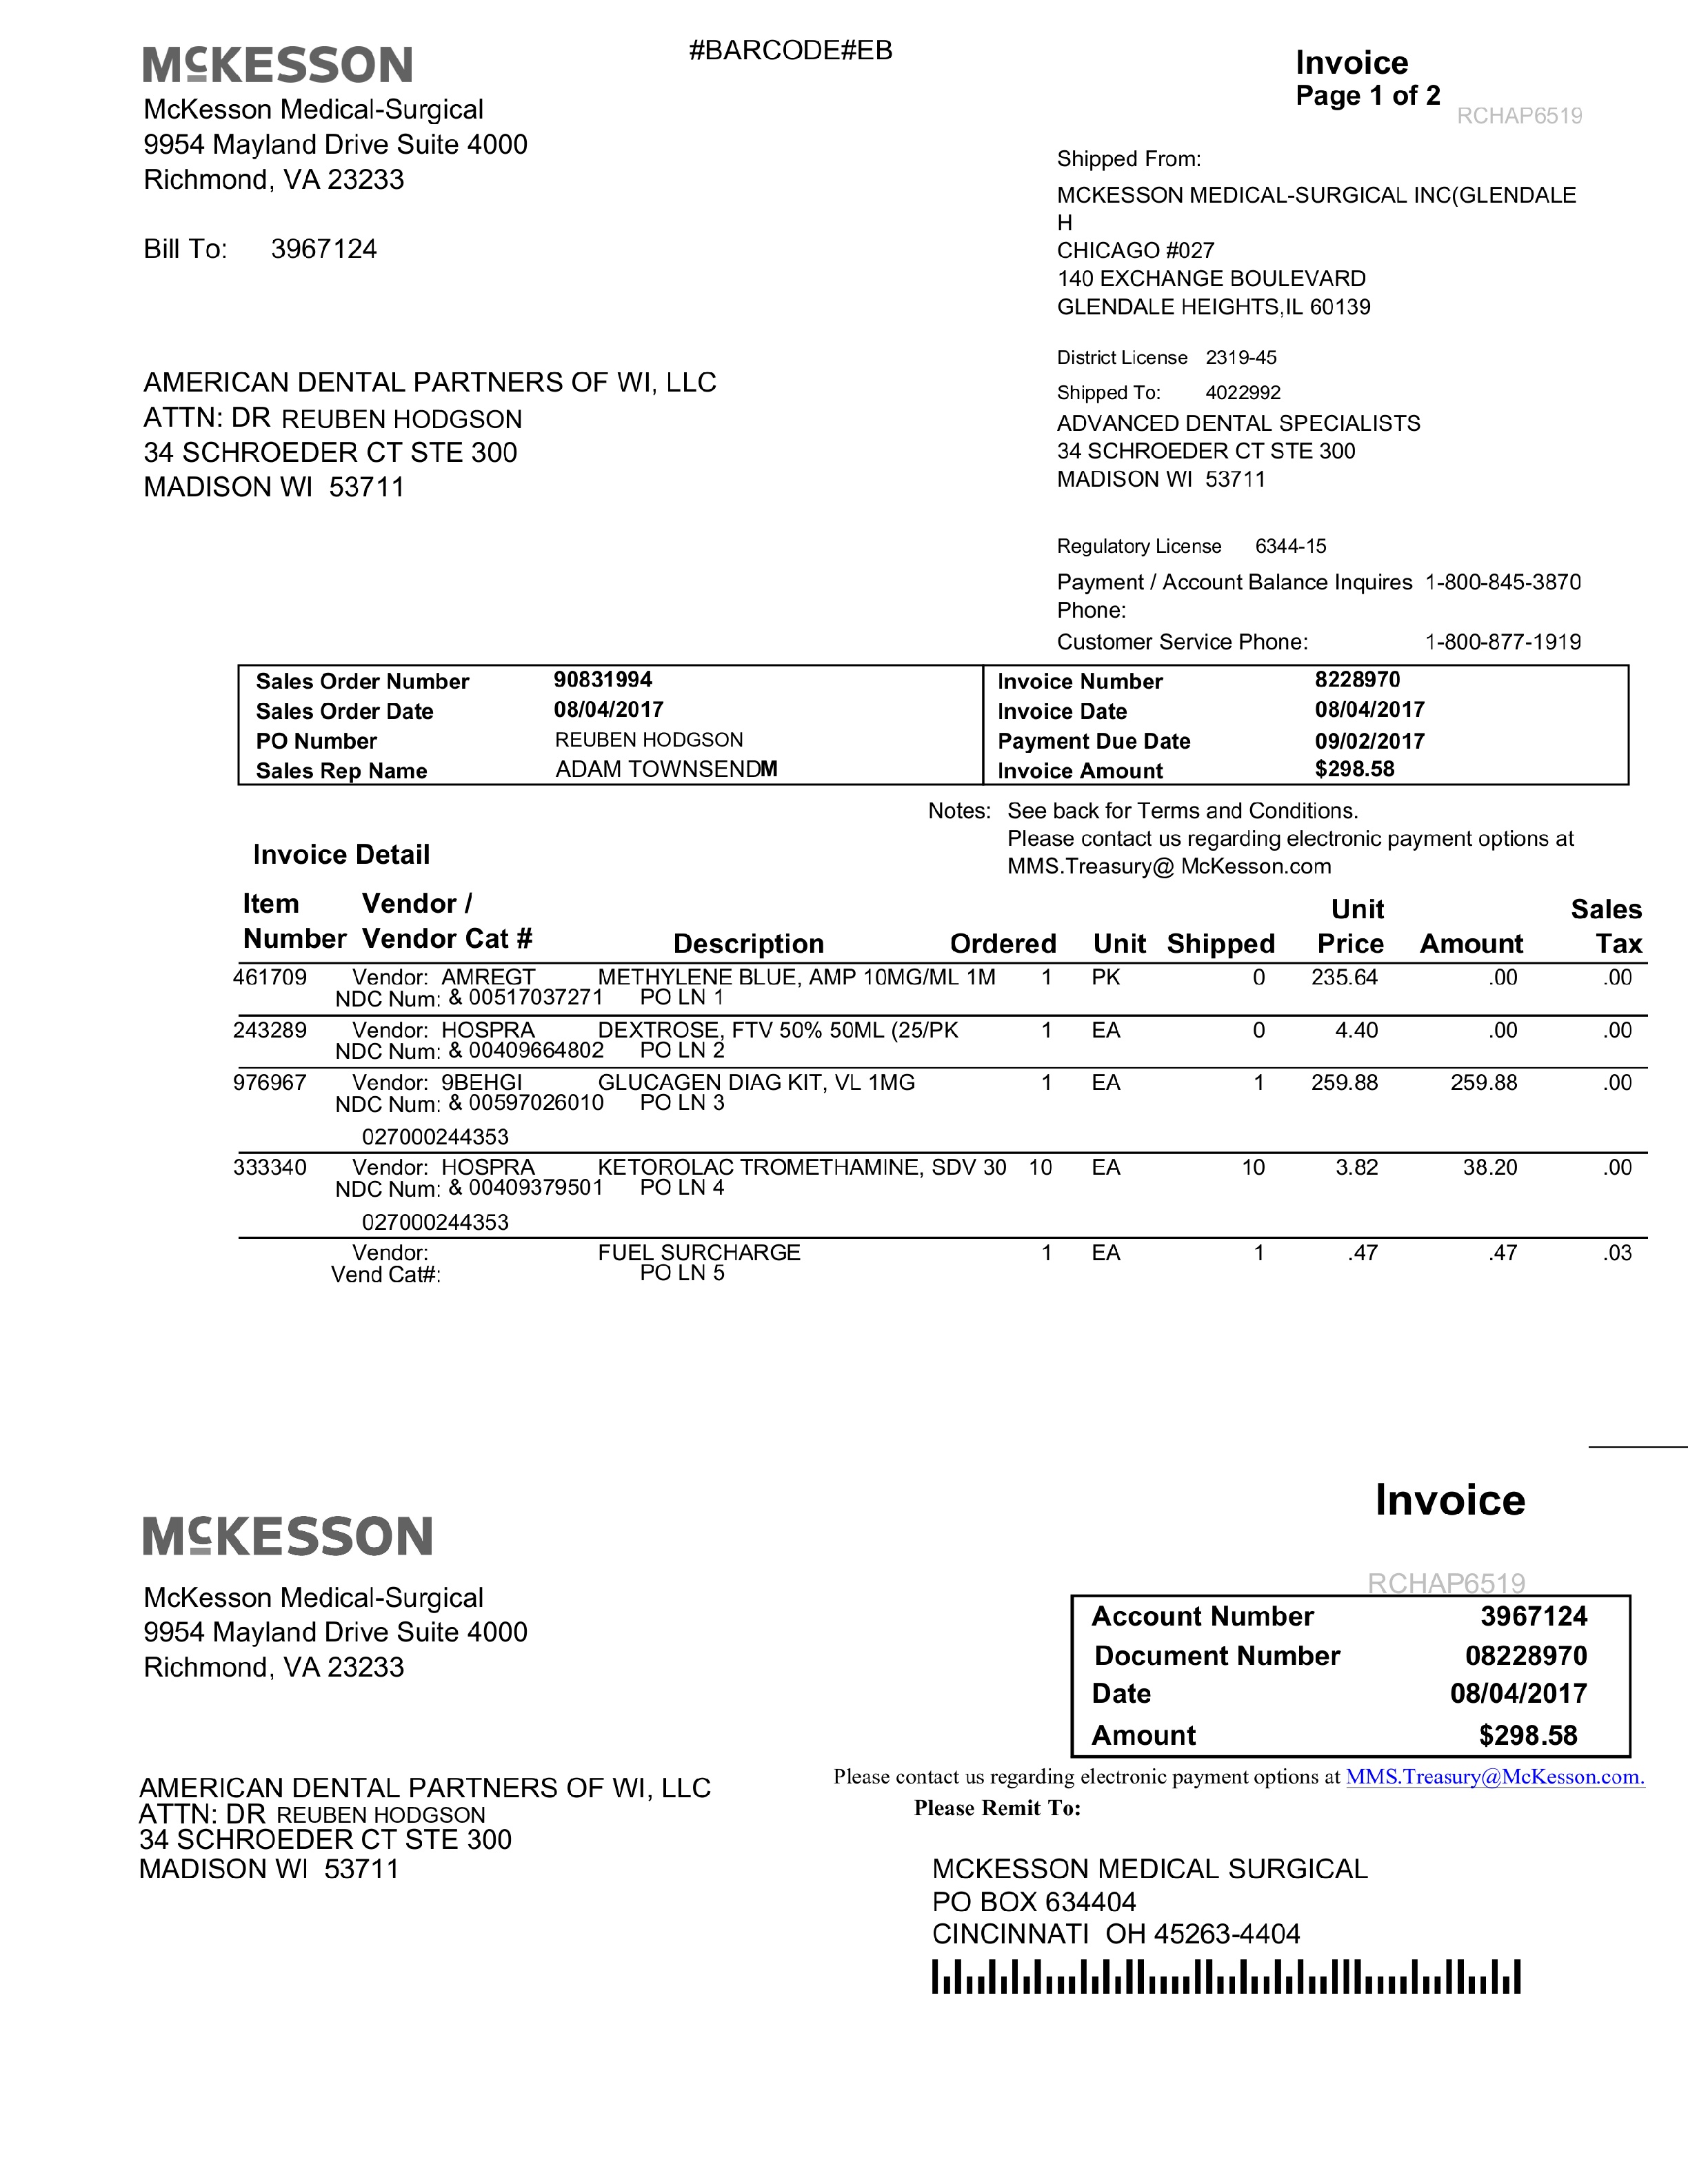 McKESSON
#BARCODE#EB
Invoice
Page 1 of 2
RCHAP6519
McKesson Medical-Surgical
9954 Mayland Drive Suite 4000
Richmond, VA 23233
Bill To: 3967124
Shipped From:
MCKESSON MEDICAL-SURGICAL INC(GLENDALE
H
CHICAGO #027
140 EXCHANGE BOULEVARD
GLENDALE HEIGHTS,IL 60139
District License 2319-45
Shipped To: 4022992
ADVANCED DENTAL SPECIALISTS
34 SCHROEDER CT STE 300
MADISON WI 53711
AMERICAN DENTAL PARTNERS OF WI, LLC
ATTN: DR REUBEN HODGSON
34 SCHROEDER CT STE 300
MADISON WI 53711
Regulatory License 6344-15
Payment / Account Balance Inquires 1-800-845-3870
Phone:
Customer Service Phone: 1-800-877-1919
Sales Order Number 90831994
Sales Order Date 08/04/2017
PO Number REUBEN HODGSON
Sales Rep Name ADAM TOWNSENDM
Invoice Number 8228970
Invoice Date 08/04/2017
Payment Due Date 09/02/2017
Invoice Amount $298.58
Notes: See back for Terms and Conditions.
Please contact us regarding electronic payment options at
MMS.Treasury@ McKesson.com
Invoice Detail
Item Vendor / Unit Sales
Number Vendor Cat # Description Ordered Unit Shipped Price Amount Tax
461709 Vendor: AMREGT METHYLENE BLUE, AMP 10MG/ML 1M 1 PK 0 235.64 .00 .00
NDC Num: & 00517037271 PO LN 1
243289 Vendor: HOSPRA DEXTROSE, FTV 50% 50ML (25/PK 1 EA 0 4.40 .00 .00
NDC Num: & 00409664802 PO LN 2
976967 Vendor: 9BEHGI GLUCAGEN DIAG KIT, VL 1MG 1 EA 1 259.88 259.88 .00
NDC Num: & 00597026010 PO LN 3
027000244353
333340 Vendor: HOSPRA KETOROLAC TROMETHAMINE, SDV 30 10 EA 10 3.82 38.20 .00
NDC Num: & 00409379501 PO LN 4
027000244353
Vendor: FUEL SURCHARGE 1 EA 1 .47 .47 .03
Vend Cat#: PO LN 5
Invoice
McKESSON
RCHAP6519
McKesson Medical-Surgical
9954 Mayland Drive Suite 4000
Richmond, VA 23233
Account Number 3967124
Document Number 08228970
Date 08/04/2017
Amount $298.58
Please contact us regarding electronic payment options at MMS.Treasury@McKesson.com.
Please Remit To:
AMERICAN DENTAL PARTNERS OF WI, LLC
ATTN: DR REUBEN HODGSON
34 SCHROEDER CT STE 300
MADISON WI 53711
MCKESSON MEDICAL SURGICAL
PO BOX 634404
CINCINNATI OH 45263-4404